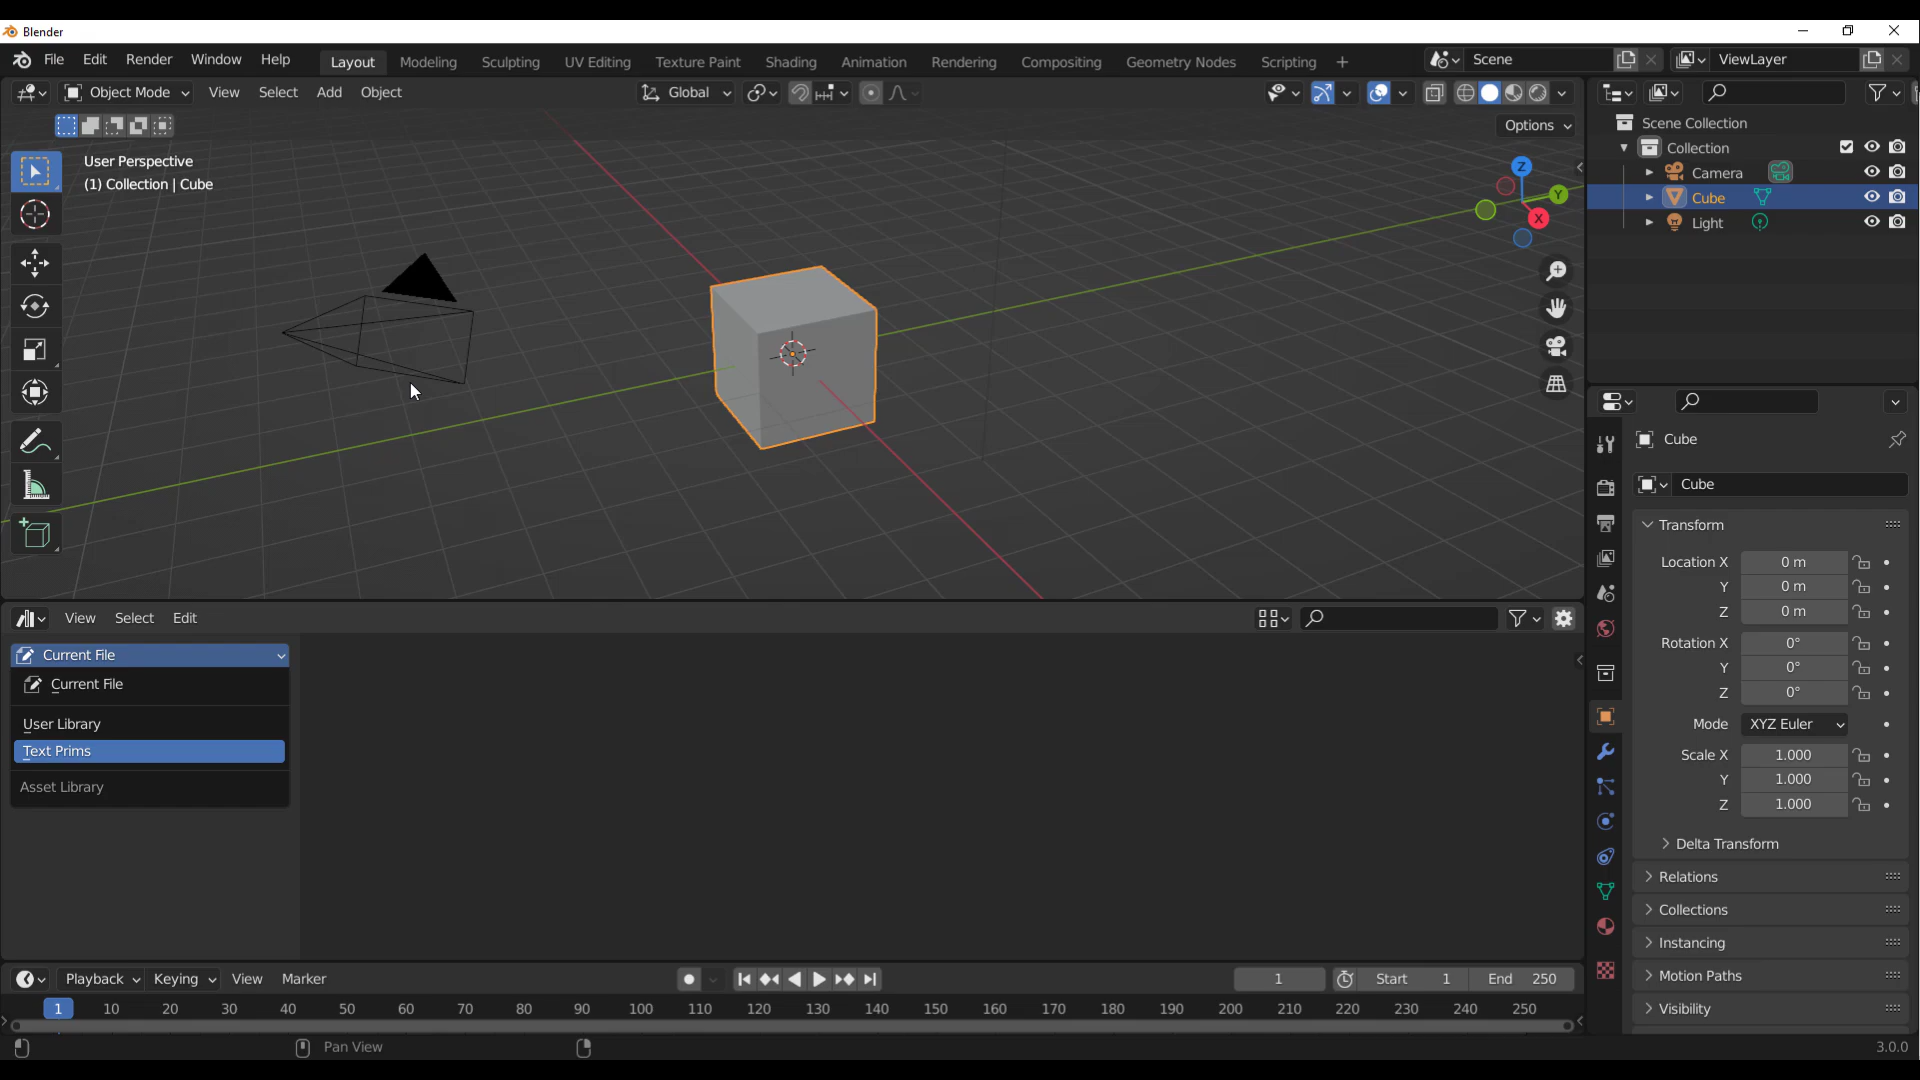 Blender
File Edit Render Window Help Layout Modeling Sculpting UV Editing Texture Paint Shading Animation Rendering Compositing Geometry Nodes Scripting + Scene ViewLayer
Object Mode View Select Add Object Global
Options
User Perspective
(1) Collection | Cube
Z
Y
X
Scene Collection
Collection
Camera
Cube
Light
Cube
Cube
Transform
Location X 0 m
Y 0 m
Z 0 m
Rotation X 0°
Y 0°
Z 0°
Mode XYZ Euler
Scale X 1.000
Y 1.000
Z 1.000
Delta Transform
Relations
Collections
Instancing
Motion Paths
Visibility
View Select Edit
Current File
Current File
User Library
Text Prims
Asset Library
Playback Keying View Marker 1 Start 1 End 250
1 10 20 30 40 50 60 70 80 90 100 110 120 130 140 150 160 170 180 190 200 210 220 230 240 250
Pan View 3.0.0